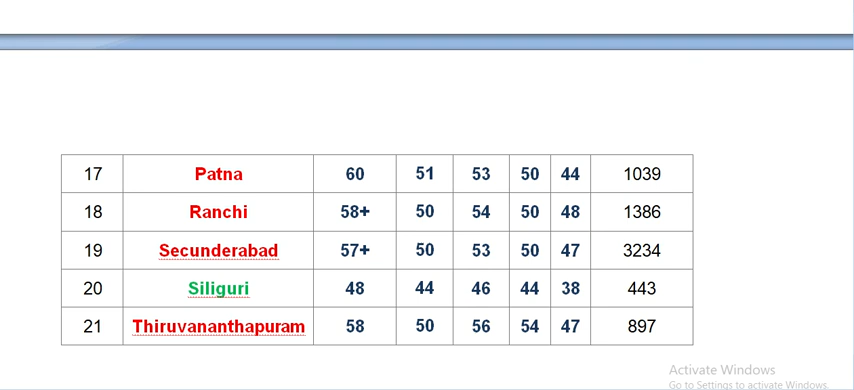 17 Patna 60 51 53 50 44 1039
18 Ranchi 58+ 50 54 50 48 1386
19 Secunderabad 57+ 50 53 50 47 3234
20 Siliguri 48 44 46 44 38 443
21 Thiruvananthapuram 58 50 56 54 47 897
Activate Windows
Go to Settings to activate Windows.